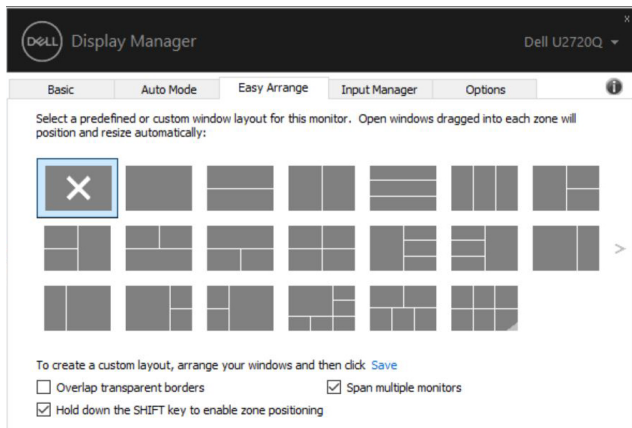 x
DELL Display Manager Dell U2720Q
Basic Auto Mode Easy Arrange Input Manager Options i
Select a predefined or custom window layout for this monitor. Open windows dragged into each zone will
position and resize automatically:
>
To create a custom layout, arrange your windows and then click Save
Overlap transparent borders Span multiple monitors
Hold down the SHIFT key to enable zone positioning